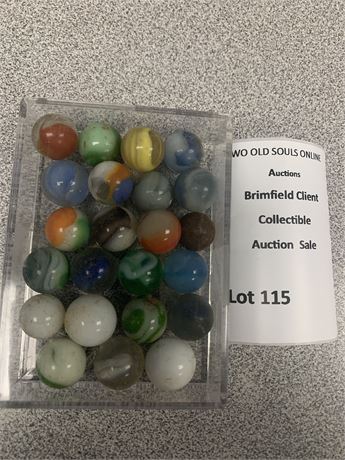 WO OLD SOULS ONLINE
Auctions
Brimfield Client
Collectible
Auction Sale
Lot 115